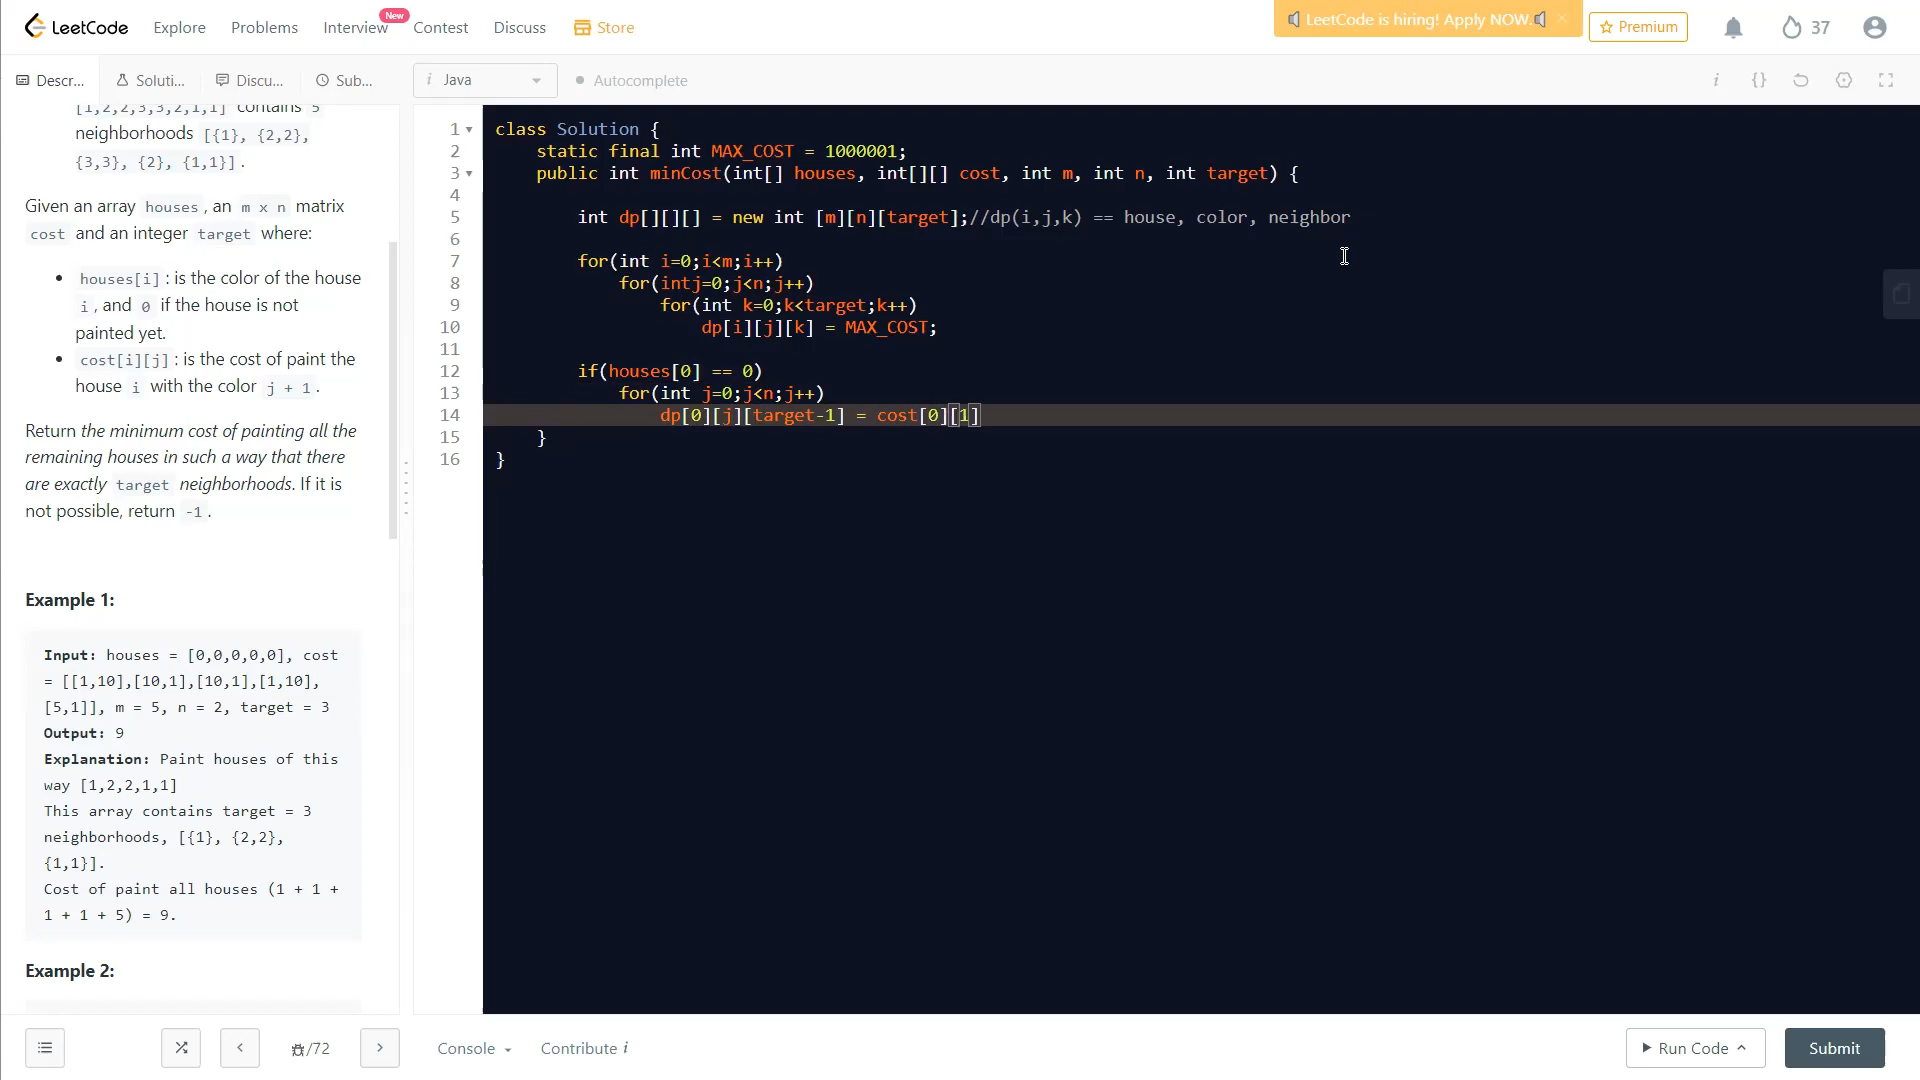 LeetCode Explore Problems Interview New Contest Discuss Store LeetCode is hiring! Apply NOW. Premium 37
Descr... Soluti... Discu... Sub... i Java Autocomplete
[1,2,2,3,3,2,1,1] contains 5
neighborhoods [{1}, {2,2},
{3,3}, {2}, {1,1}].
Given an array houses, an m x n matrix
cost and an integer target where:
• houses[i]: is the color of the house
i, and 0 if the house is not
painted yet.
• cost[i][j]: is the cost of paint the
house i with the color j + 1.
Return the minimum cost of painting all the
remaining houses in such a way that there
are exactly target neighborhoods. If it is
not possible, return -1.
Example 1:
Input: houses = [0,0,0,0,0], cost
= [[1,10],[10,1],[10,1],[1,10],
[5,1]], m = 5, n = 2, target = 3
Output: 9
Explanation: Paint houses of this
way [1,2,2,1,1]
This array contains target = 3
neighborhoods, [{1}, {2,2},
{1,1}].
Cost of paint all houses (1 + 1 +
1 + 1 + 5) = 9.
Example 2:
1 class Solution {
2 static final int MAX_COST = 1000001;
3 public int minCost(int[] houses, int[][] cost, int m, int n, int target) {
4
5 int dp[][][] = new int [m][n][target];//dp(i,j,k) == house, color, neighbor
6
7 for(int i=0;i<m;i++)
8 for(intj=0;j<n;j++)
9 for(int k=0;k<target;k++)
10 dp[i][j][k] = MAX_COST;
11
12 if(houses[0] == 0)
13 for(int j=0;j<n;j++)
14 dp[0][j][target-1] = cost[0][1]
15 }
16 }
/72 Console Contribute i Run Code Submit